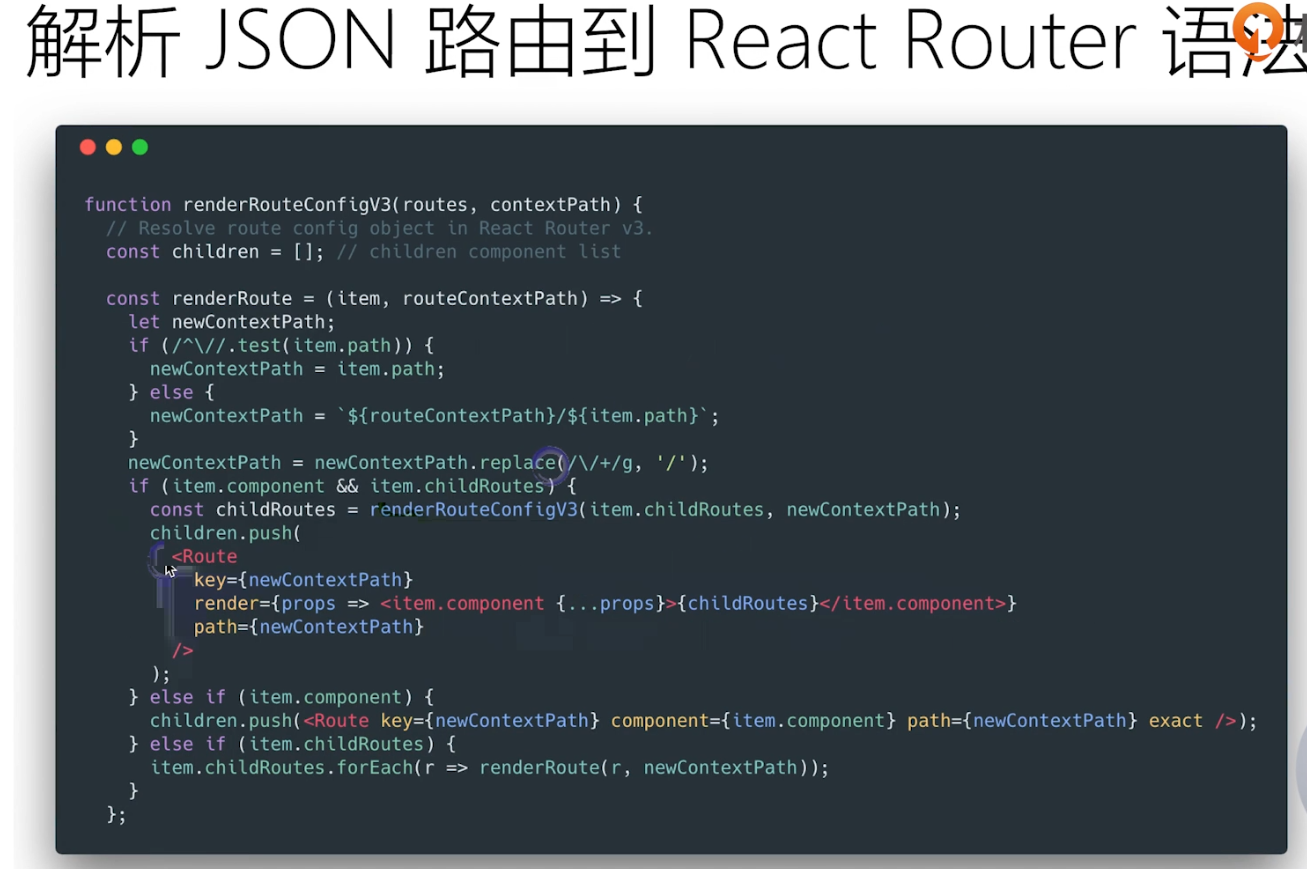 解析 JSON 路由到 React Router 语法
function renderRouteConfigV3(routes, contextPath) {
  // Resolve route config object in React Router v3.
  const children = []; // children component list
  const renderRoute = (item, routeContextPath) => {
    let newContextPath;
    if (/^\//.test(item.path)) {
      newContextPath = item.path;
    } else {
      newContextPath = `${routeContextPath}/${item.path}`;
    }
    newContextPath = newContextPath.replace(/\/+/g, '/');
    if (item.component && item.childRoutes) {
      const childRoutes = renderRouteConfigV3(item.childRoutes, newContextPath);
      children.push(
        <Route
          key={newContextPath}
          render={props => <item.component {...props}>{childRoutes}</item.component>}
          path={newContextPath}
        />
      );
    } else if (item.component) {
      children.push(<Route key={newContextPath} component={item.component} path={newContextPath} exact />);
    } else if (item.childRoutes) {
      item.childRoutes.forEach(r => renderRoute(r, newContextPath));
    }
  };